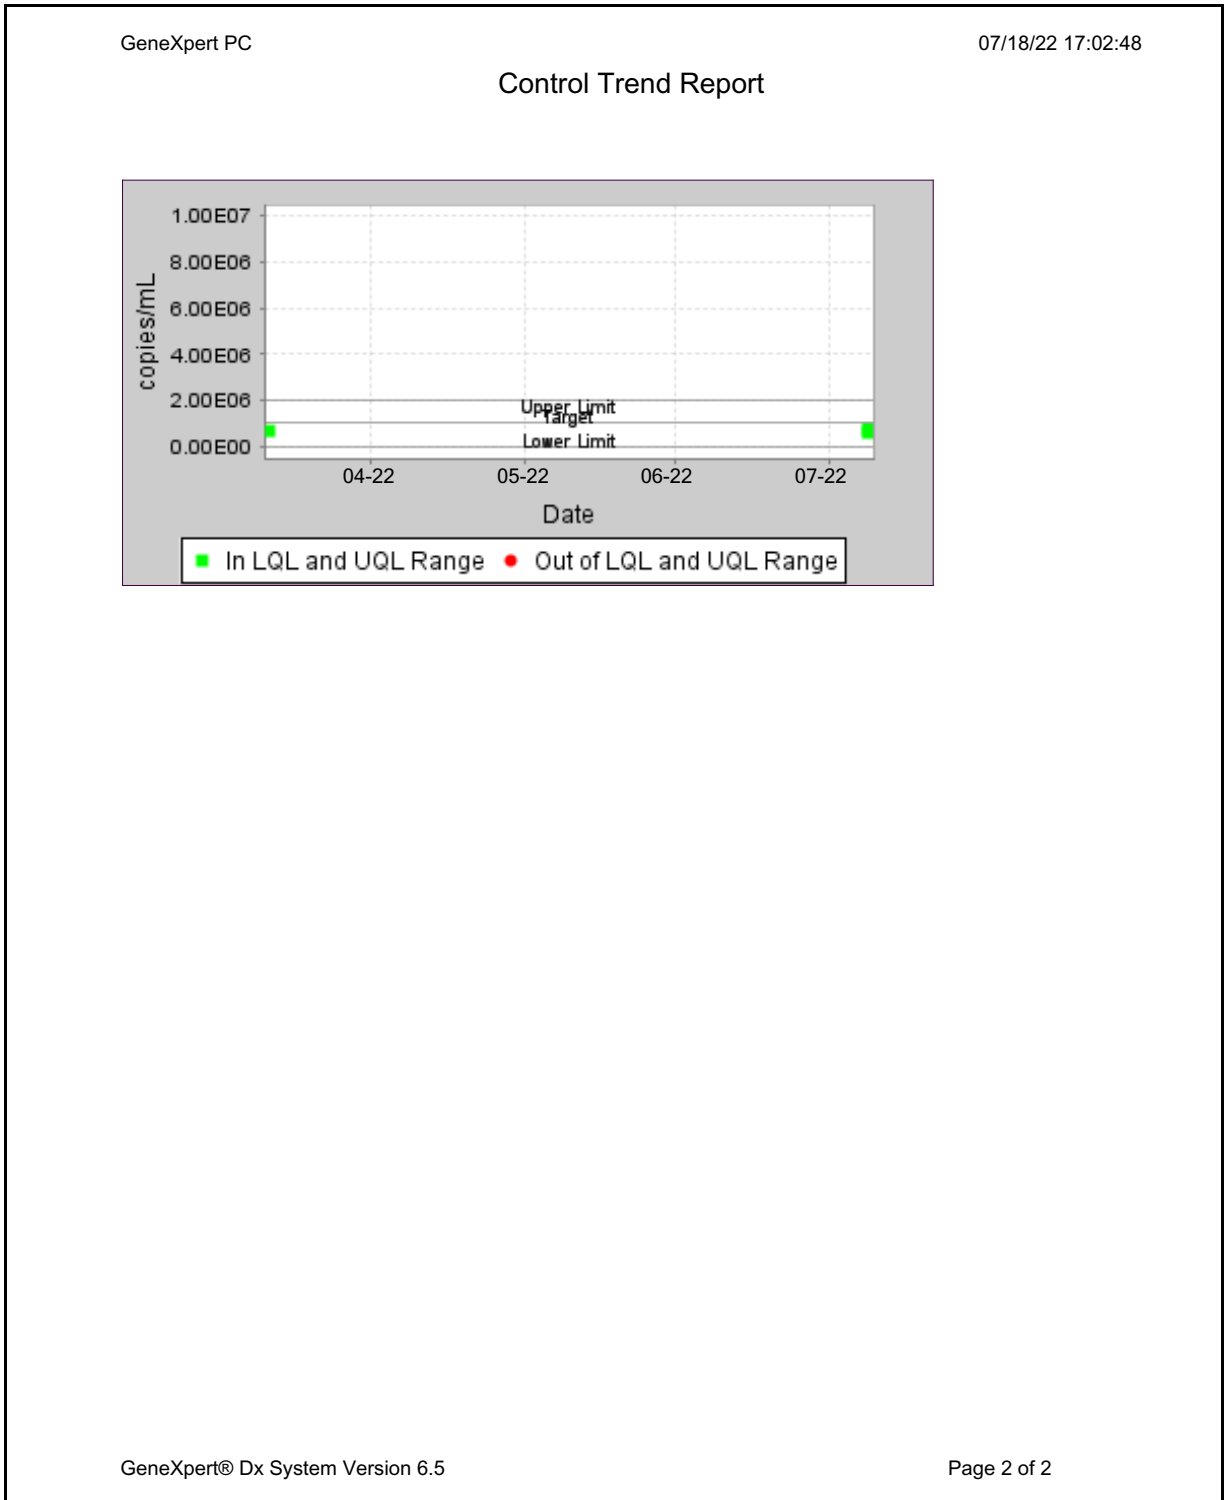 GeneXpert PC 07/18/22 17:02:48
Control Trend Report
1.00E07
8.00E06
6.00E06
4.00E06
2.00E06
0.00E00
copies/mL
Upper Limit
Target
Lower Limit
04-22 05-22 06-22 07-22
Date
In LQL and UQL Range Out of LQL and UQL Range
GeneXpert® Dx System Version 6.5 Page 2 of 2